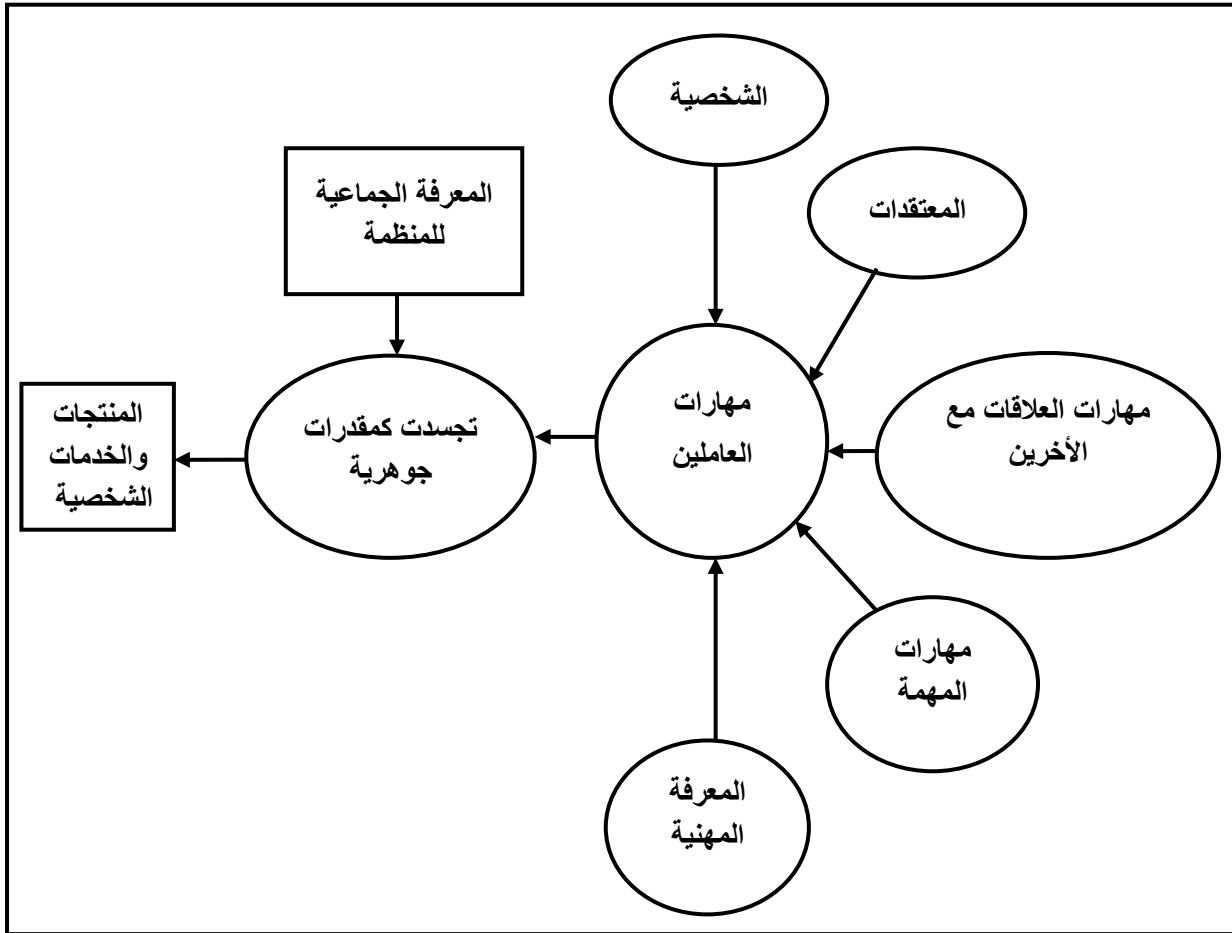 الشخصية
المعتقدات
المعرفة الجماعية
للمنظمة
مهارات العلاقات مع
الأخرين
مهارات
العاملين
تجسدت كمقدرات
جوهرية
المنتجات
والخدمات
الشخصية
مهارات
المهمة
المعرفة
المهنية